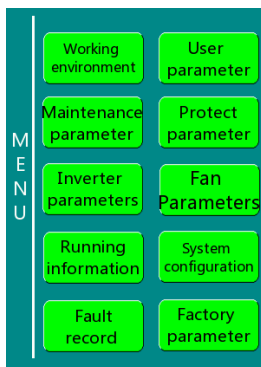 MENU
Working
environment
User
parameter
Maintenance
parameter
Protect
parameter
Inverter
parameters
Fan
Parameters
Running
information
System
configuration
Fault
record
Factory
parameter